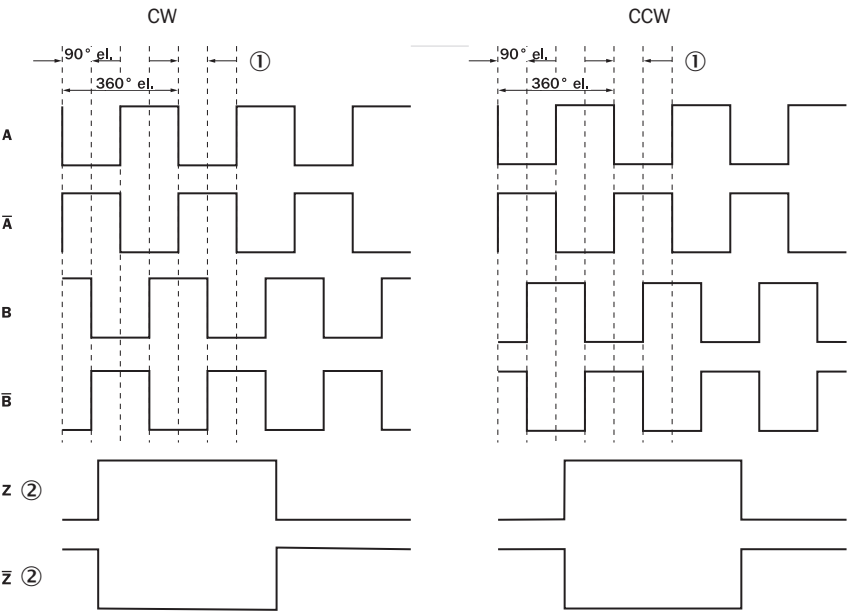 CW CCW
90° el. ① 90° el. ①
360° el. 360° el.
A
A̅
B
B̅
Z ②
Z̅ ②